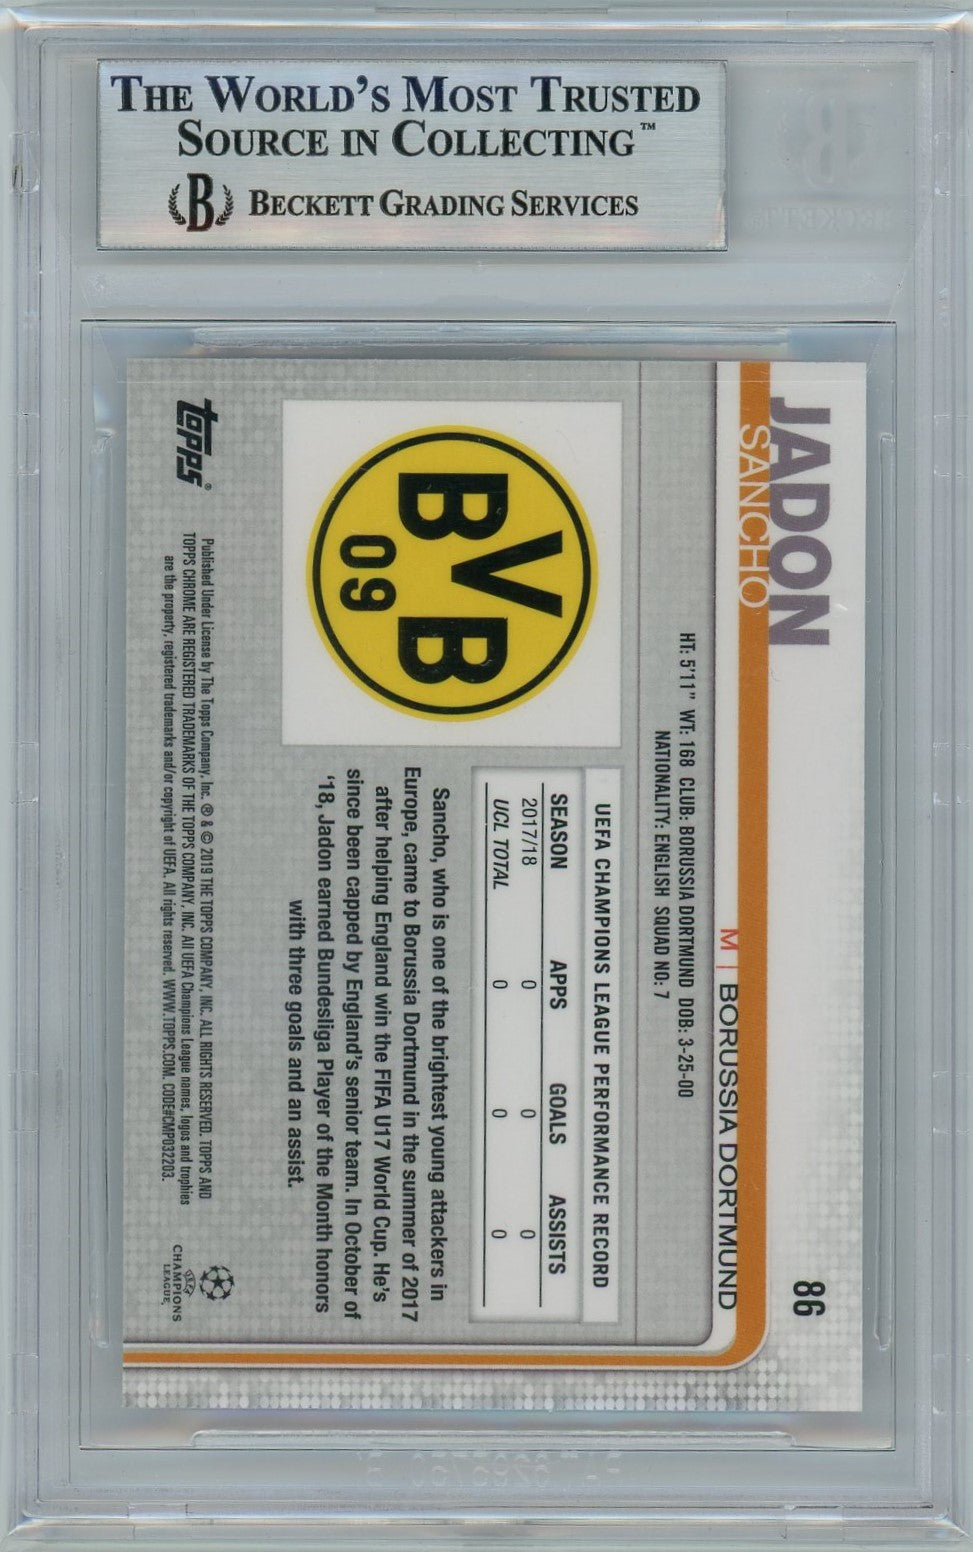 THE WORLD'S MOST TRUSTED
SOURCE IN COLLECTING™
B BECKETT GRADING SERVICES
JADON
SANCHO
86
M | BORUSSIA DORTMUND
HT: 5'11" WT: 168 CLUB: BORUSSIA DORTMUND DOB: 3-25-00
NATIONALITY: ENGLISH SQUAD NO: 7
BVB
09
UEFA CHAMPIONS LEAGUE PERFORMANCE RECORD
SEASON APPS GOALS ASSISTS
2017/18 0 0 0
UCL TOTAL 0 0 0
Sancho, who is one of the brightest young attackers in
Europe, came to Borussia Dortmund in the summer of 2017
after helping England win the FIFA U17 World Cup. He's
since been capped by England's senior team. In October of
'18, Jadon earned Bundesliga Player of the Month honors
with three goals and an assist.
topps®
Published Under License by The Topps Company, Inc. ® & © 2019 THE TOPPS COMPANY, INC. ALL RIGHTS RESERVED. TOPPS AND
TOPPS CHROME ARE REGISTERED TRADEMARKS OF THE TOPPS COMPANY, INC. All UEFA Champions League names, logos and trophies
are the property, registered trademarks and/or copyright of UEFA. All rights reserved. WWW.TOPPS.COM. CODE#CMP032203.
UEFA
CHAMPIONS
LEAGUE